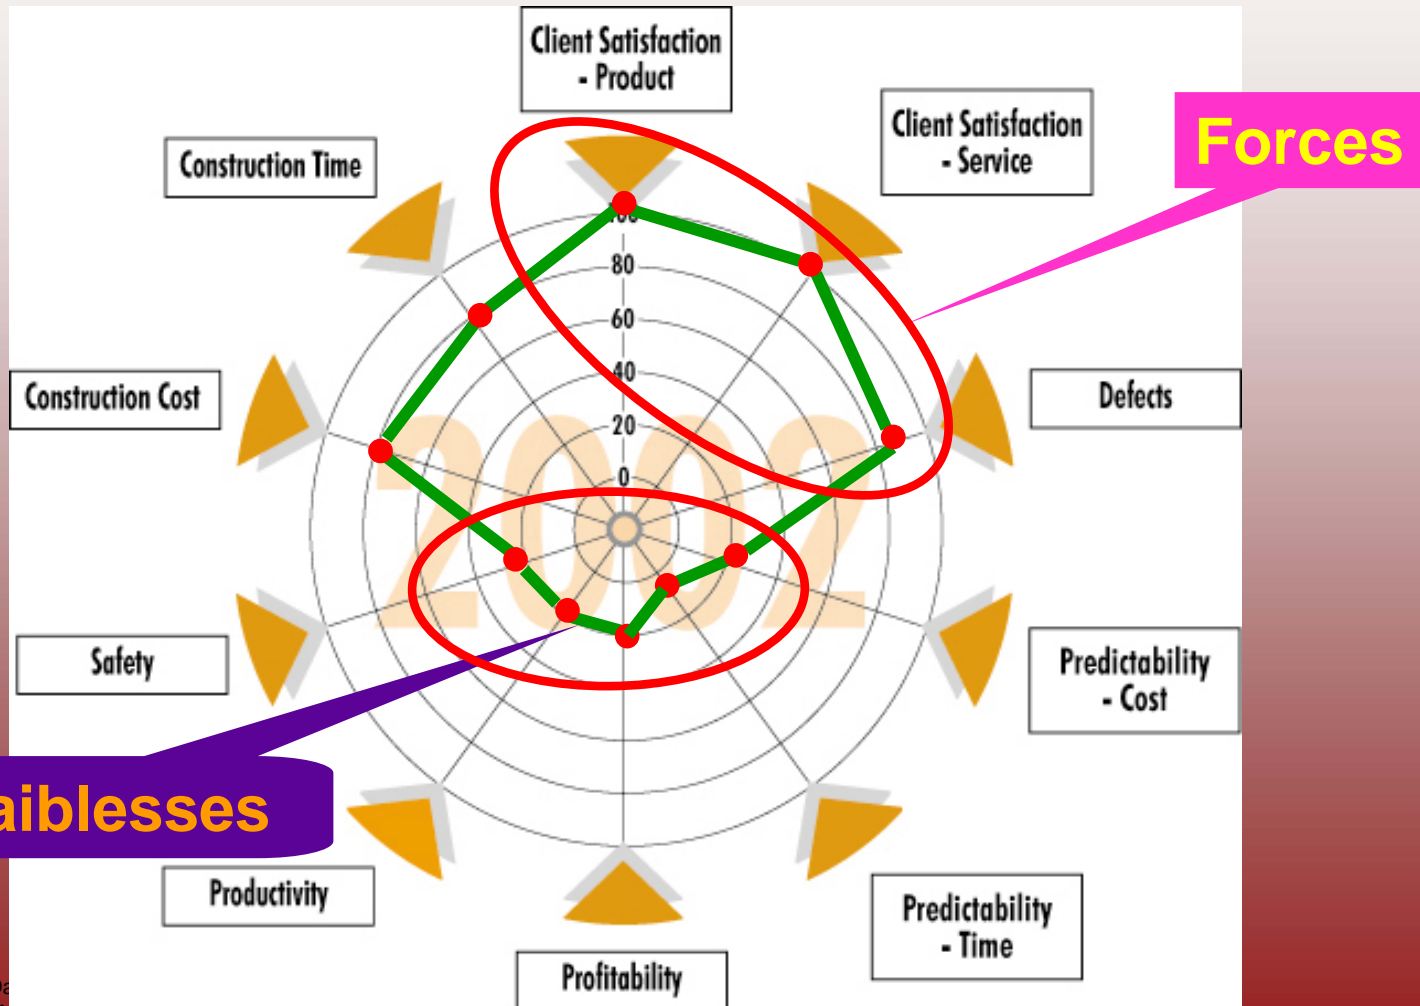 Client Satisfaction
- Product
Client Satisfaction
- Service
Forces
Construction Time
100
80
60
40
20
0
2002
Construction Cost
Defects
Safety
Predictability
- Cost
aiblesses
Productivity
Predictability
- Time
Profitability